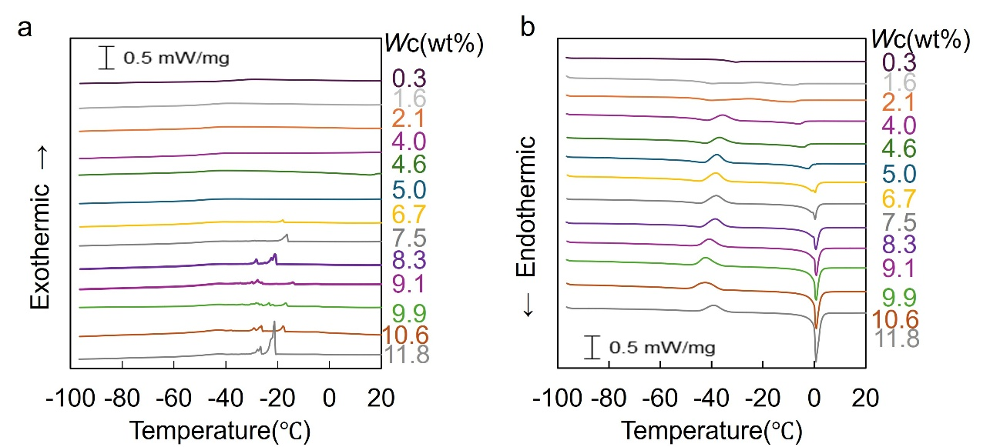 a
Wc(wt%)
0.5 mW/mg
0.3
1.6
2.1
4.0
4.6
5.0
6.7
7.5
8.3
9.1
9.9
10.6
11.8
Exothermic →
-100 -80 -60 -40 -20 0 20
Temperature(°C)
b
Wc(wt%)
0.3
1.6
2.1
4.0
4.6
5.0
6.7
7.5
8.3
9.1
9.9
10.6
11.8
← Endothermic
0.5 mW/mg
-100 -80 -60 -40 -20 0 20
Temperature(°C)